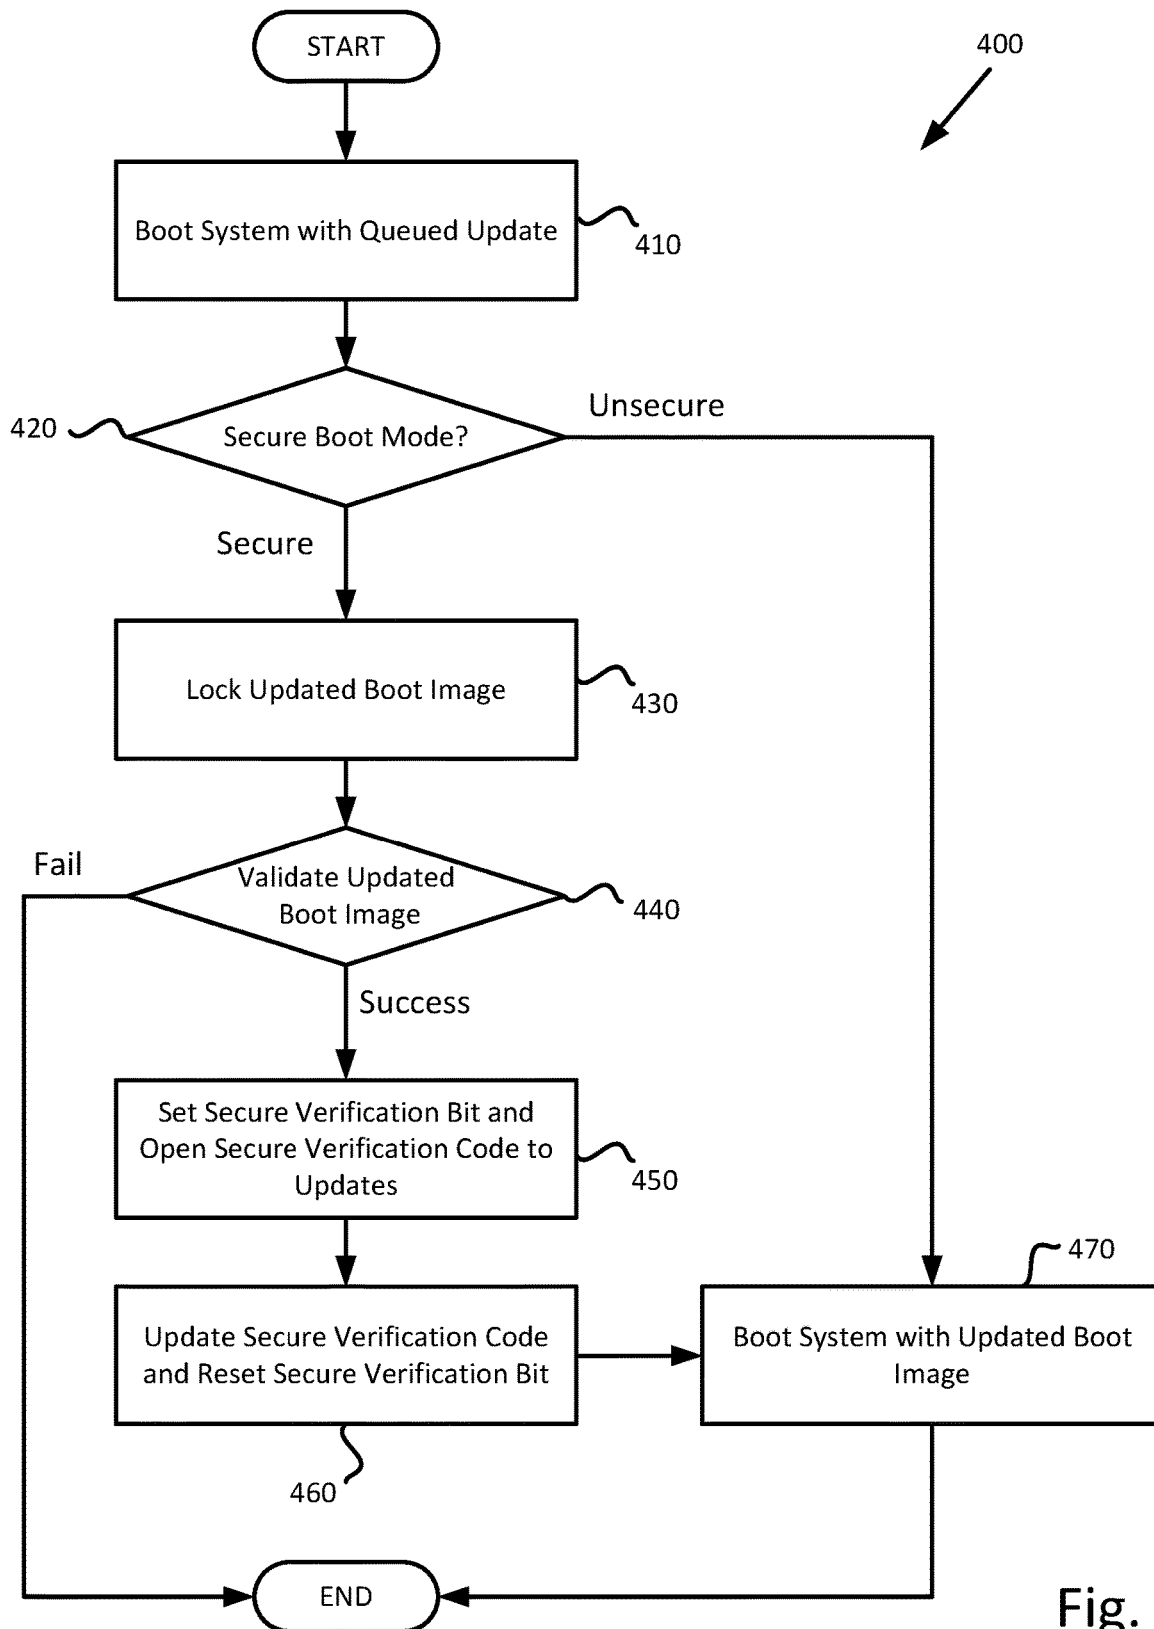 START
400
Boot System with Queued Update
410
Unsecure
420
Secure Boot Mode?
Secure
Lock Updated Boot Image
430
Fail
Validate Updated
Boot Image
440
Success
Set Secure Verification Bit and
Open Secure Verification Code to
Updates
450
470
Update Secure Verification Code
and Reset Secure Verification Bit
Boot System with Updated Boot
Image
460
END
Fig.